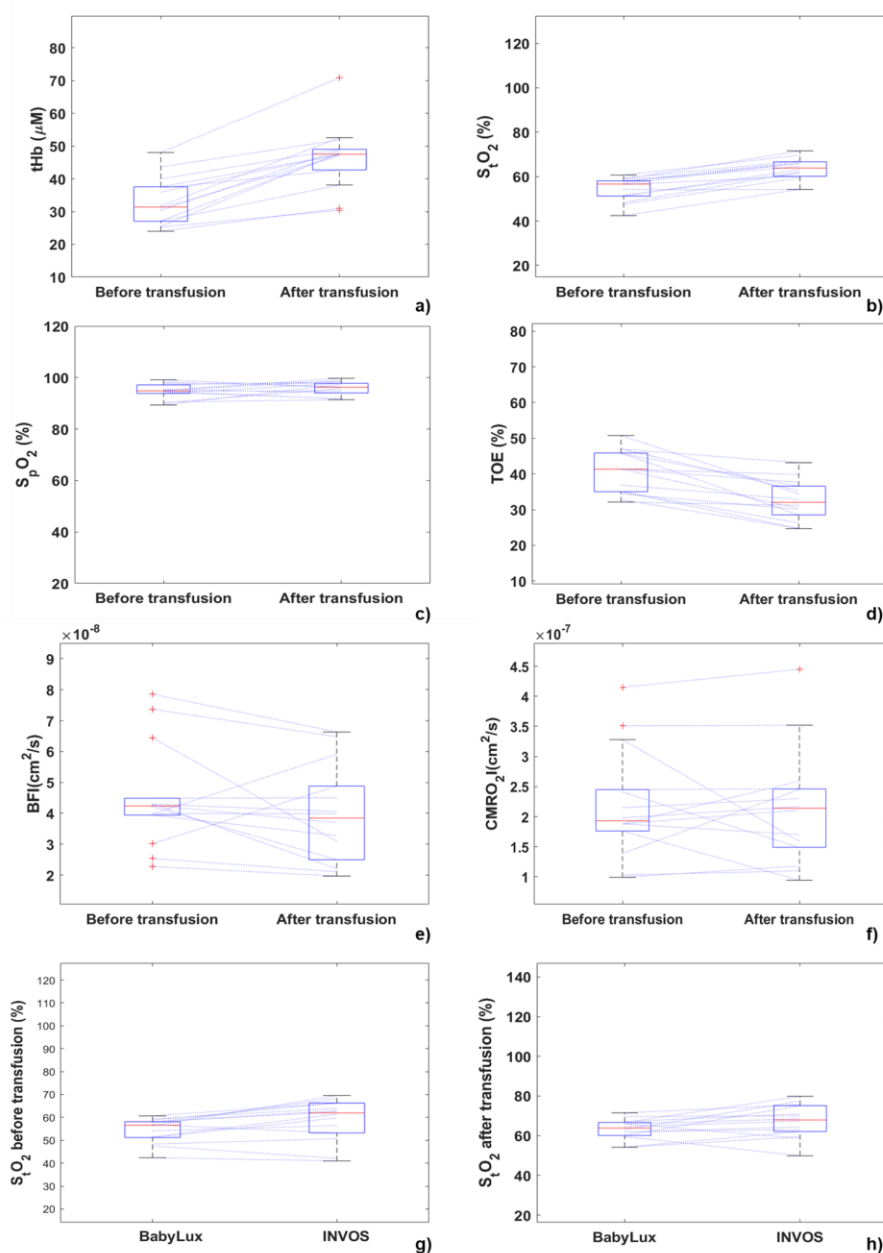 tHb (μM)
80
70
60
50
40
30
20
10
Before transfusion
After transfusion
a)
StO2 (%)
120
100
80
60
40
20
Before transfusion
After transfusion
b)
SpO2 (%)
120
100
80
60
40
20
Before transfusion
After transfusion
c)
TOE (%)
80
70
60
50
40
30
20
10
Before transfusion
After transfusion
d)
×10-8
BFI(cm2/s)
9
8
7
6
5
4
3
2
1
Before transfusion
After transfusion
e)
×10-7
CMRO2I(cm2/s)
4.5
4
3.5
3
2.5
2
1.5
1
Before transfusion
After transfusion
f)
StO2 before transfusion (%)
120
110
100
90
80
70
60
50
40
30
20
BabyLux
INVOS
g)
StO2 after transfusion (%)
140
120
100
80
60
40
20
BabyLux
INVOS
h)